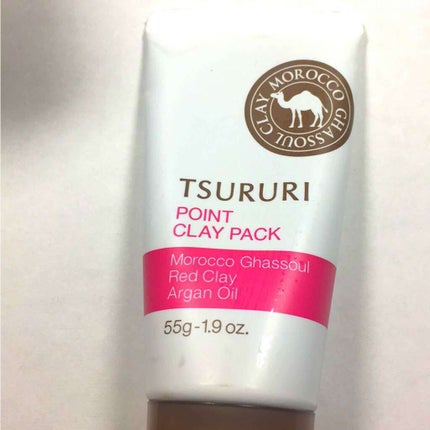 MOROCCO GHASSOUL CLAY
TSURURI
POINT
CLAY PACK
Morocco Ghassoul
Red Clay
Argan Oil
55g-1.9 oz.